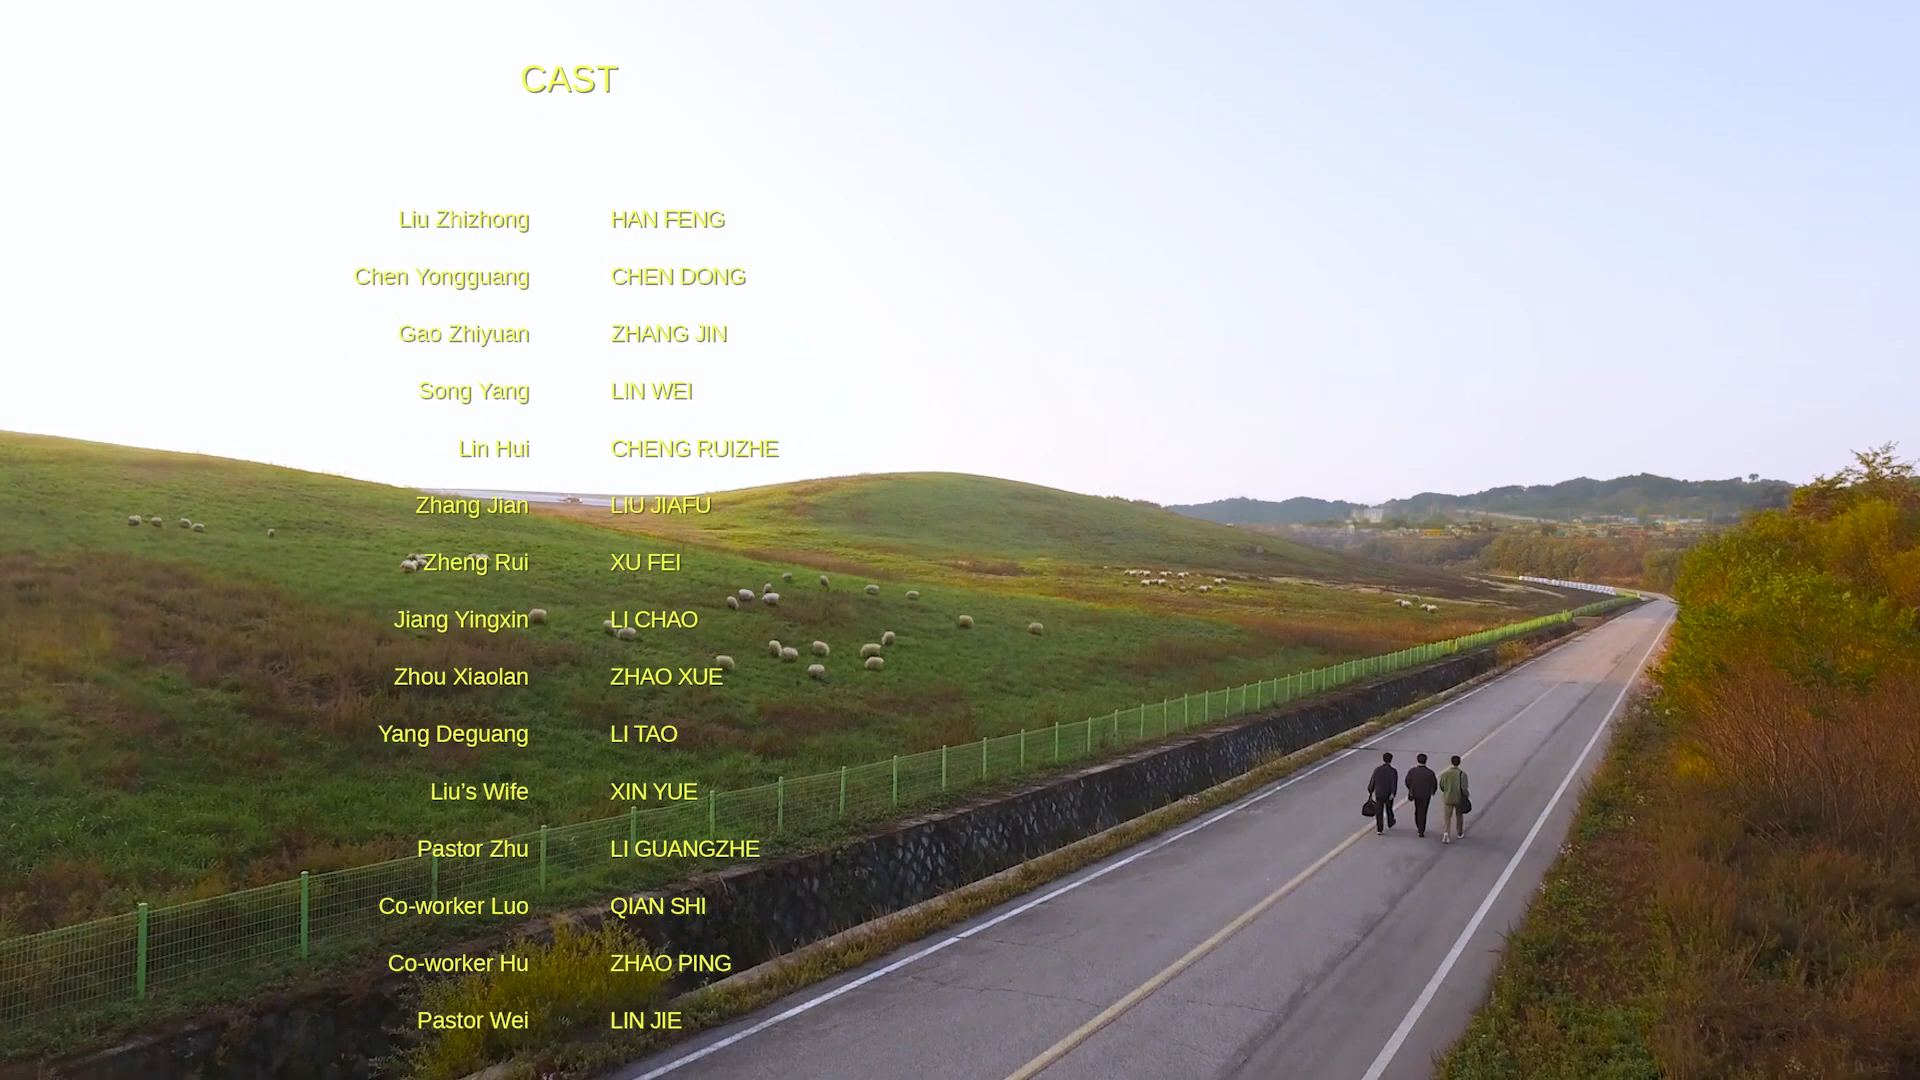 CAST
Liu Zhizhong HAN FENG
Chen Yongguang CHEN DONG
Gao Zhiyuan ZHANG JIN
Song Yang LIN WEI
Lin Hui CHENG RUIZHE
Zhang Jian LIU JIAFU
Zheng Rui XU FEI
Jiang Yingxin LI CHAO
Zhou Xiaolan ZHAO XUE
Yang Deguang LI TAO
Liu’s Wife XIN YUE
Pastor Zhu LI GUANGZHE
Co-worker Luo QIAN SHI
Co-worker Hu ZHAO PING
Pastor Wei LIN JIE